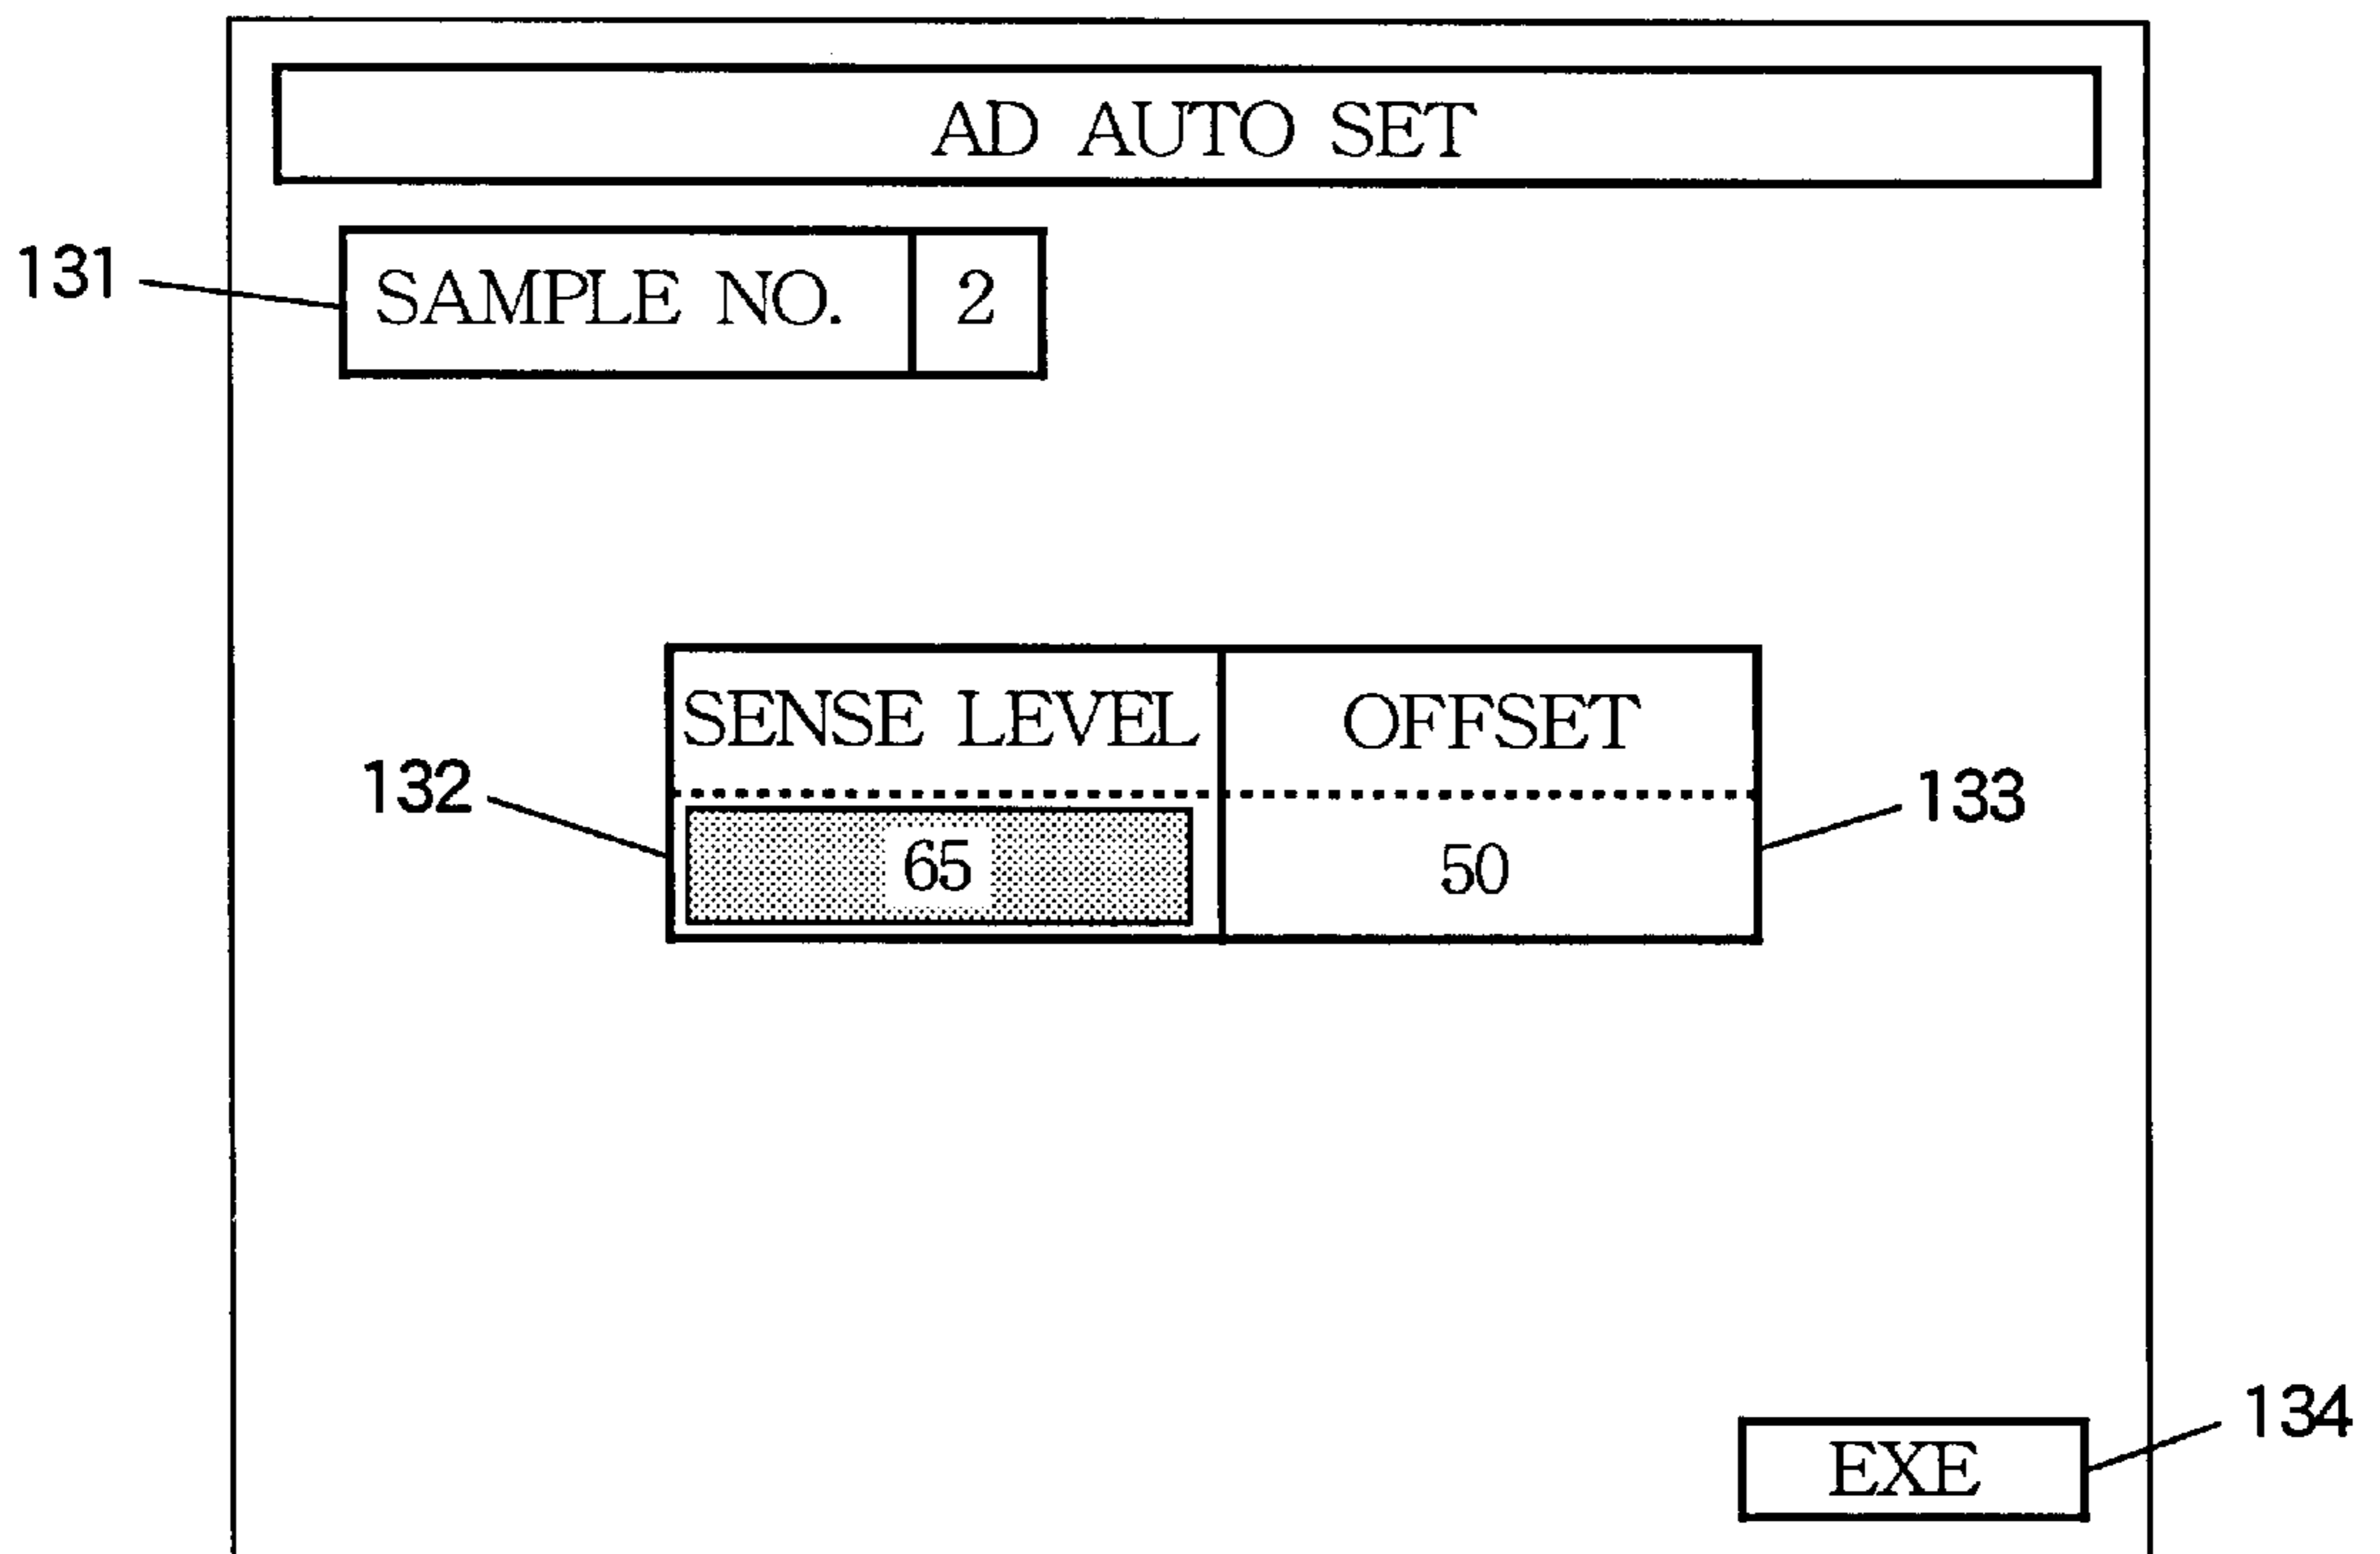 AD AUTO SET
131
SAMPLE NO. 2
SENSE LEVEL OFFSET
132 65 50 133
EXE 134